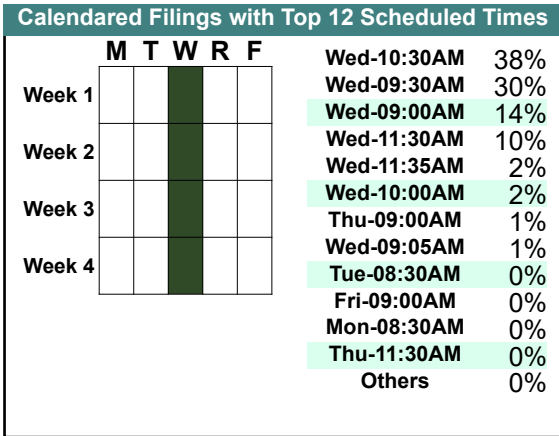 Calendared Filings with Top 12 Scheduled Times
M T W R F
Week 1
Week 2
Week 3
Week 4
Wed-10:30AM 38%
Wed-09:30AM 30%
Wed-09:00AM 14%
Wed-11:30AM 10%
Wed-11:35AM 2%
Wed-10:00AM 2%
Thu-09:00AM 1%
Wed-09:05AM 1%
Tue-08:30AM 0%
Fri-09:00AM 0%
Mon-08:30AM 0%
Thu-11:30AM 0%
Others 0%